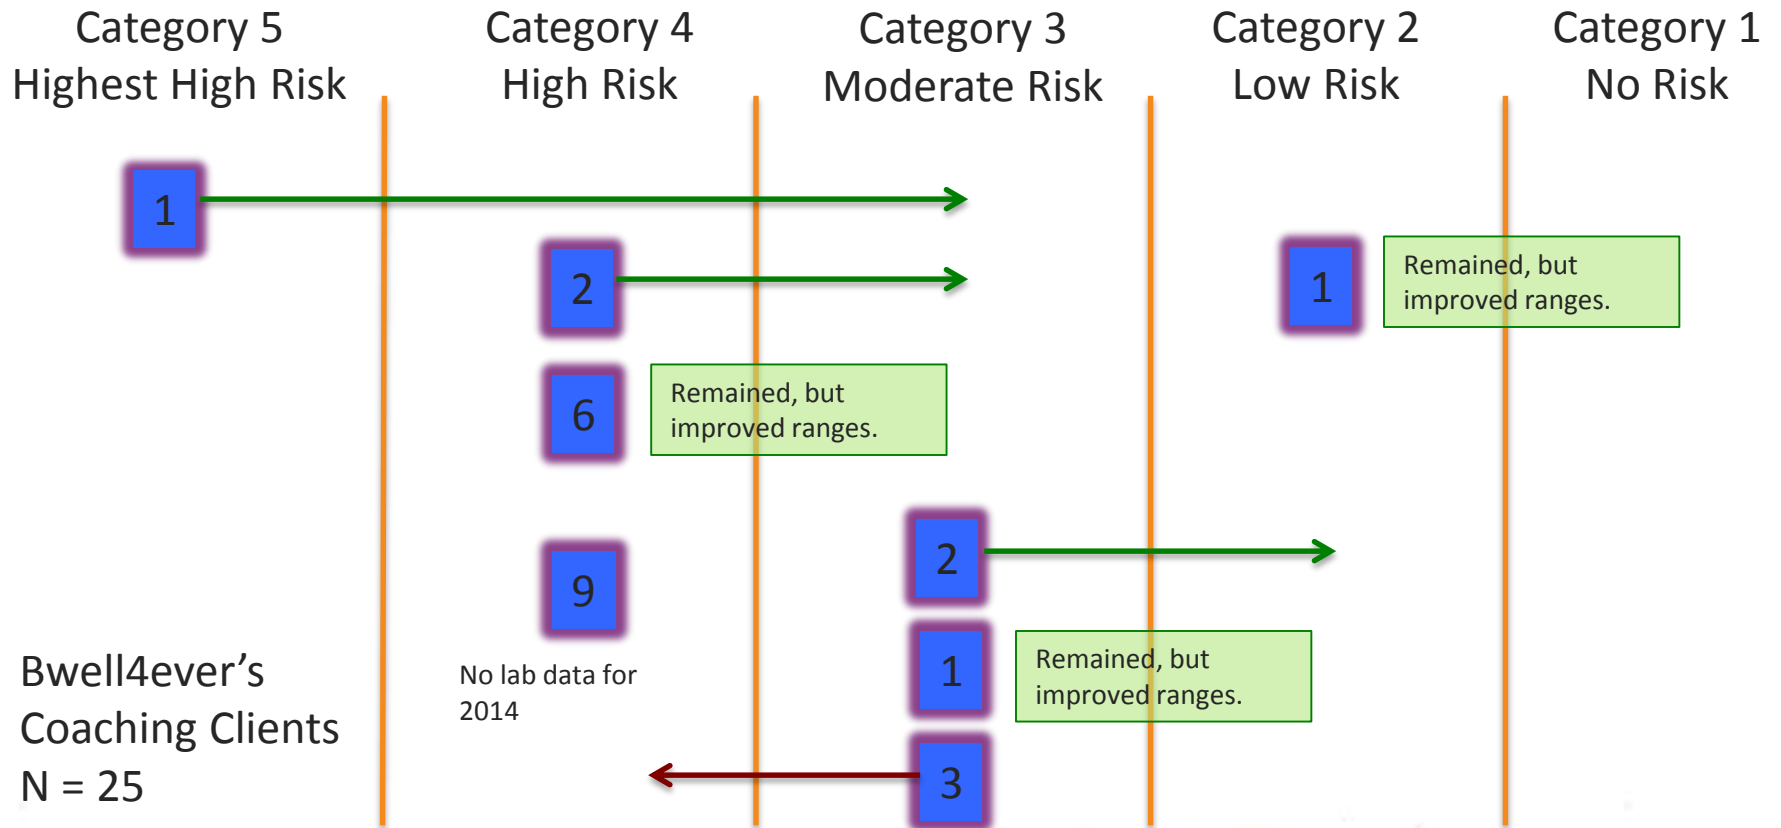 Category 5
Highest High Risk
Category 4
High Risk
Category 3
Moderate Risk
Category 2
Low Risk
Category 1
No Risk
1
2
1
Remained, but
improved ranges.
6
Remained, but
improved ranges.
9
No lab data for
2014
2
1
Remained, but
improved ranges.
3
Bwell4ever’s
Coaching Clients
N = 25